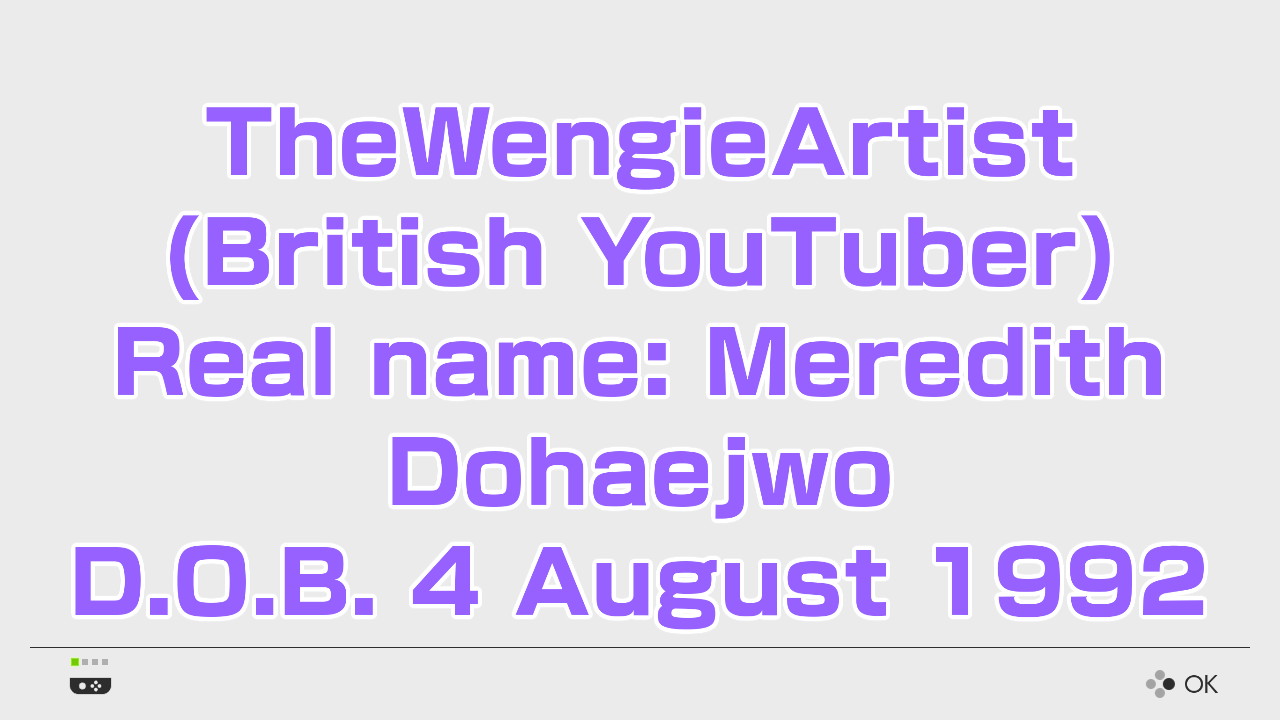 TheWengieArtist
(British YouTuber)
Real name: Meredith
Dohaejwo
D.O.B. 4 August 1992
OK